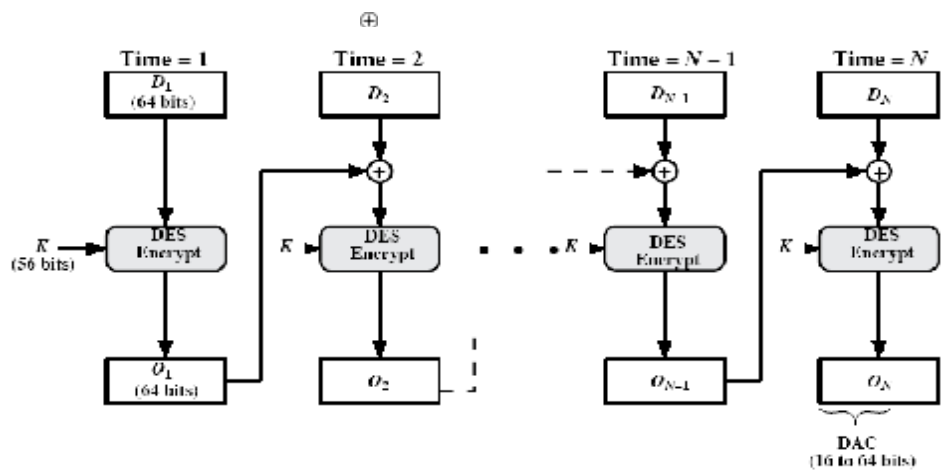 ⊕
Time = 1
Time = 2
Time = N – 1
Time = N
D1
(64 bits)
D2
DN-1
DN
+
+
+
K
(56 bits)
DES
Encrypt
K
DES
Encrypt
• • •
K
DES
Encrypt
K
DES
Encrypt
O1
(64 bits)
O2
ON-1
ON
DAC
(16 to 64 bits)